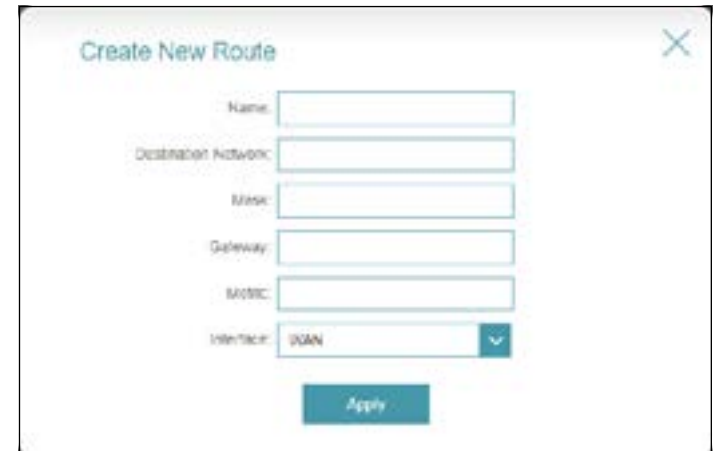 Create New Route
Name:
Destination Network:
Mask:
Gateway:
Metric:
Interface: WAN
Apply